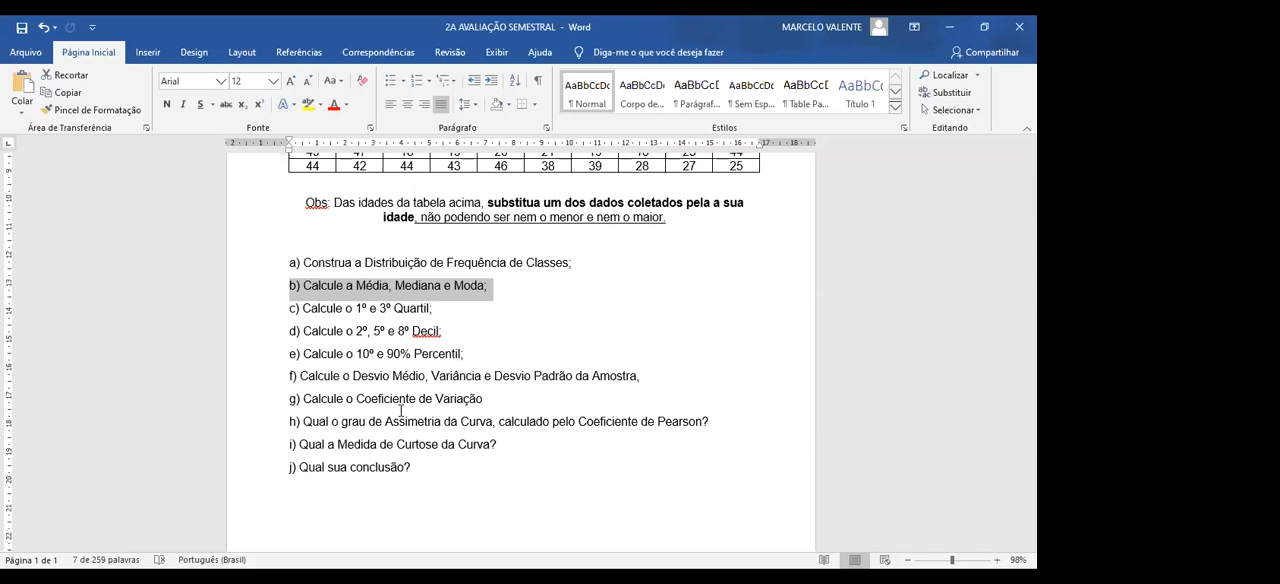 2A AVALIAÇÃO SEMESTRAL - Word
MARCELO VALENTE
Arquivo Página Inicial Inserir Design Layout Referências Correspondências Revisão Exibir Ajuda Diga-me o que você deseja fazer Compartilhar
Colar
Recortar
Copiar
Pincel de Formatação
Área de Transferência
Arial 12
N I S abc x₂ x²
Fonte
Parágrafo
AaBbCcDc AaBbCcDı AaBbCcI AaBbCcDc AaBbCcDı AaBbC(
¶ Normal Corpo de... ¶ Parágraf... ¶ Sem Esp... ¶ Table Pa... Título 1
Estilos
Localizar
Substituir
Selecionar
Editando
44 42 44 43 46 38 39 28 27 25
Obs: Das idades da tabela acima, substitua um dos dados coletados pela a sua
idade, não podendo ser nem o menor e nem o maior.
a) Construa a Distribuição de Frequência de Classes;
b) Calcule a Média, Mediana e Moda;
c) Calcule o 1º e 3º Quartil;
d) Calcule o 2º, 5º e 8º Decil;
e) Calcule o 10º e 90% Percentil;
f) Calcule o Desvio Médio, Variância e Desvio Padrão da Amostra,
g) Calcule o Coeficiente de Variação
h) Qual o grau de Assimetria da Curva, calculado pelo Coeficiente de Pearson?
i) Qual a Medida de Curtose da Curva?
j) Qual sua conclusão?
Página 1 de 1 7 de 259 palavras Português (Brasil) 98%